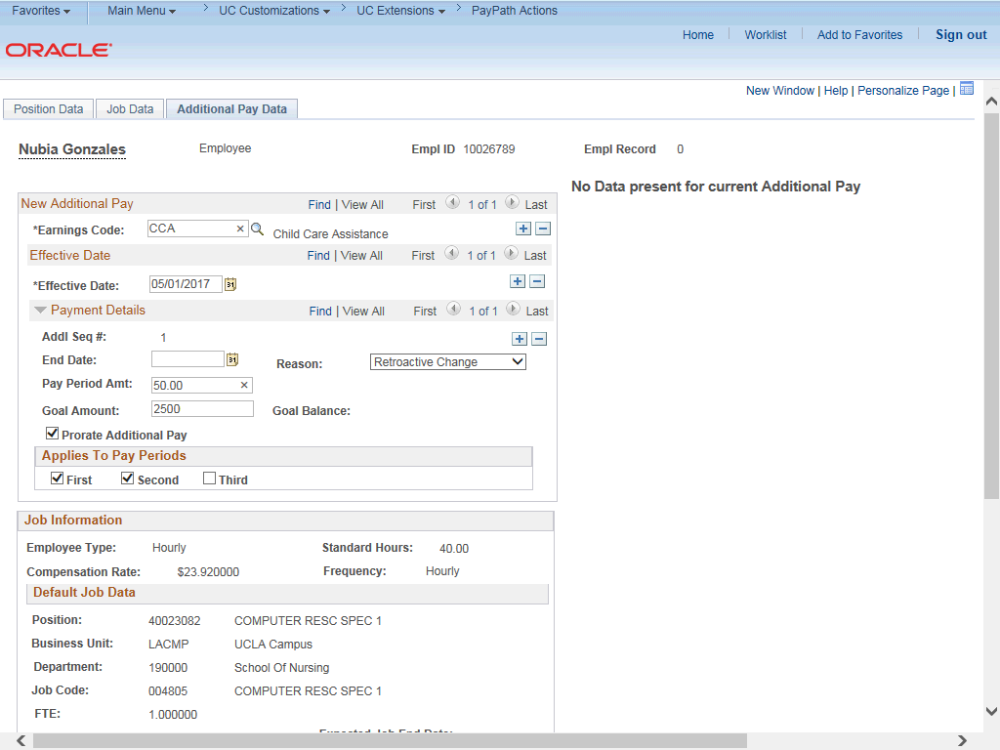 Favorites Main Menu UC Customizations UC Extensions PayPath Actions
Home Worklist Add to Favorites Sign out
ORACLE
New Window | Help | Personalize Page |
Position Data Job Data Additional Pay Data
Nubia Gonzales Employee Empl ID 10026789 Empl Record 0
No Data present for current Additional Pay
New Additional Pay Find | View All First 1 of 1 Last
*Earnings Code: CCA Child Care Assistance
Effective Date Find | View All First 1 of 1 Last
*Effective Date: 05/01/2017 31
Payment Details Find | View All First 1 of 1 Last
Addl Seq #: 1
End Date: 31 Reason: Retroactive Change
Pay Period Amt: 50.00
Goal Amount: 2500 Goal Balance:
Prorate Additional Pay
Applies To Pay Periods
First Second Third
Job Information
Employee Type: Hourly Standard Hours: 40.00
Compensation Rate: $23.920000 Frequency: Hourly
Default Job Data
Position: 40023082 COMPUTER RESC SPEC 1
Business Unit: LACMP UCLA Campus
Department: 190000 School Of Nursing
Job Code: 004805 COMPUTER RESC SPEC 1
FTE: 1.000000
Expected Job End Date: